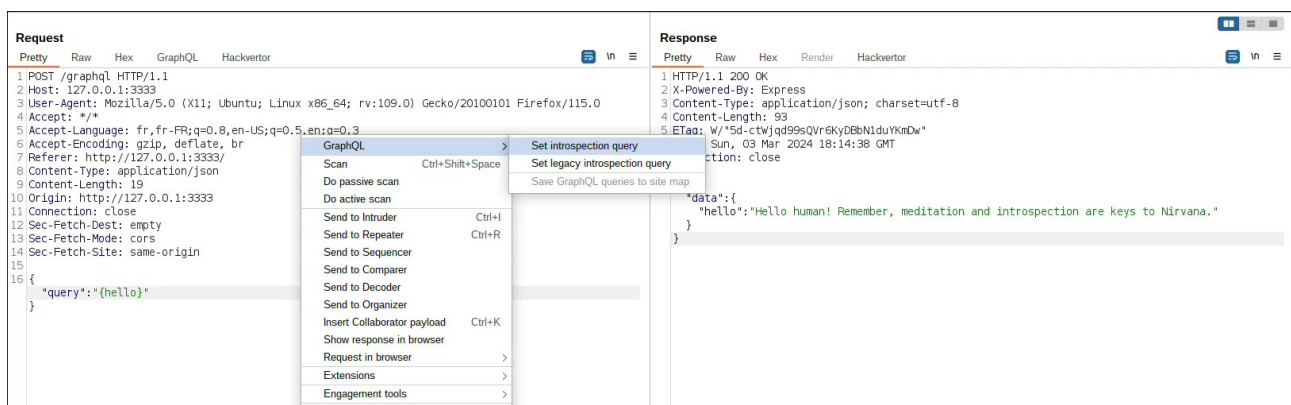 Request
Pretty Raw Hex GraphQL Hackvertor \n
1 POST /graphql HTTP/1.1
2 Host: 127.0.0.1:3333
3 User-Agent: Mozilla/5.0 (X11; Ubuntu; Linux x86_64; rv:109.0) Gecko/20100101 Firefox/115.0
4 Accept: */*
5 Accept-Language: fr,fr-FR;q=0.8,en-US;q=0.5,en;q=0.3
6 Accept-Encoding: gzip, deflate, br
7 Referer: http://127.0.0.1:3333/
8 Content-Type: application/json
9 Content-Length: 19
10 Origin: http://127.0.0.1:3333
11 Connection: close
12 Sec-Fetch-Dest: empty
13 Sec-Fetch-Mode: cors
14 Sec-Fetch-Site: same-origin
15
16 {
"query":"{hello}"
}
GraphQL
Scan Ctrl+Shift+Space
Do passive scan
Do active scan
Send to Intruder Ctrl+I
Send to Repeater Ctrl+R
Send to Sequencer
Send to Comparer
Send to Decoder
Send to Organizer
Insert Collaborator payload Ctrl+K
Show response in browser
Request in browser
Extensions
Engagement tools
Set introspection query
Set legacy introspection query
Save GraphQL queries to site map
Response
Pretty Raw Hex Render Hackvertor \n
1 HTTP/1.1 200 OK
2 X-Powered-By: Express
3 Content-Type: application/json; charset=utf-8
4 Content-Length: 93
5 ETag: W/"5d-ctWjqd99sQVr6KyDBbN1duYKmDw"
Sun, 03 Mar 2024 18:14:38 GMT
ction: close
"data":{
"hello":"Hello human! Remember, meditation and introspection are keys to Nirvana."
}
}